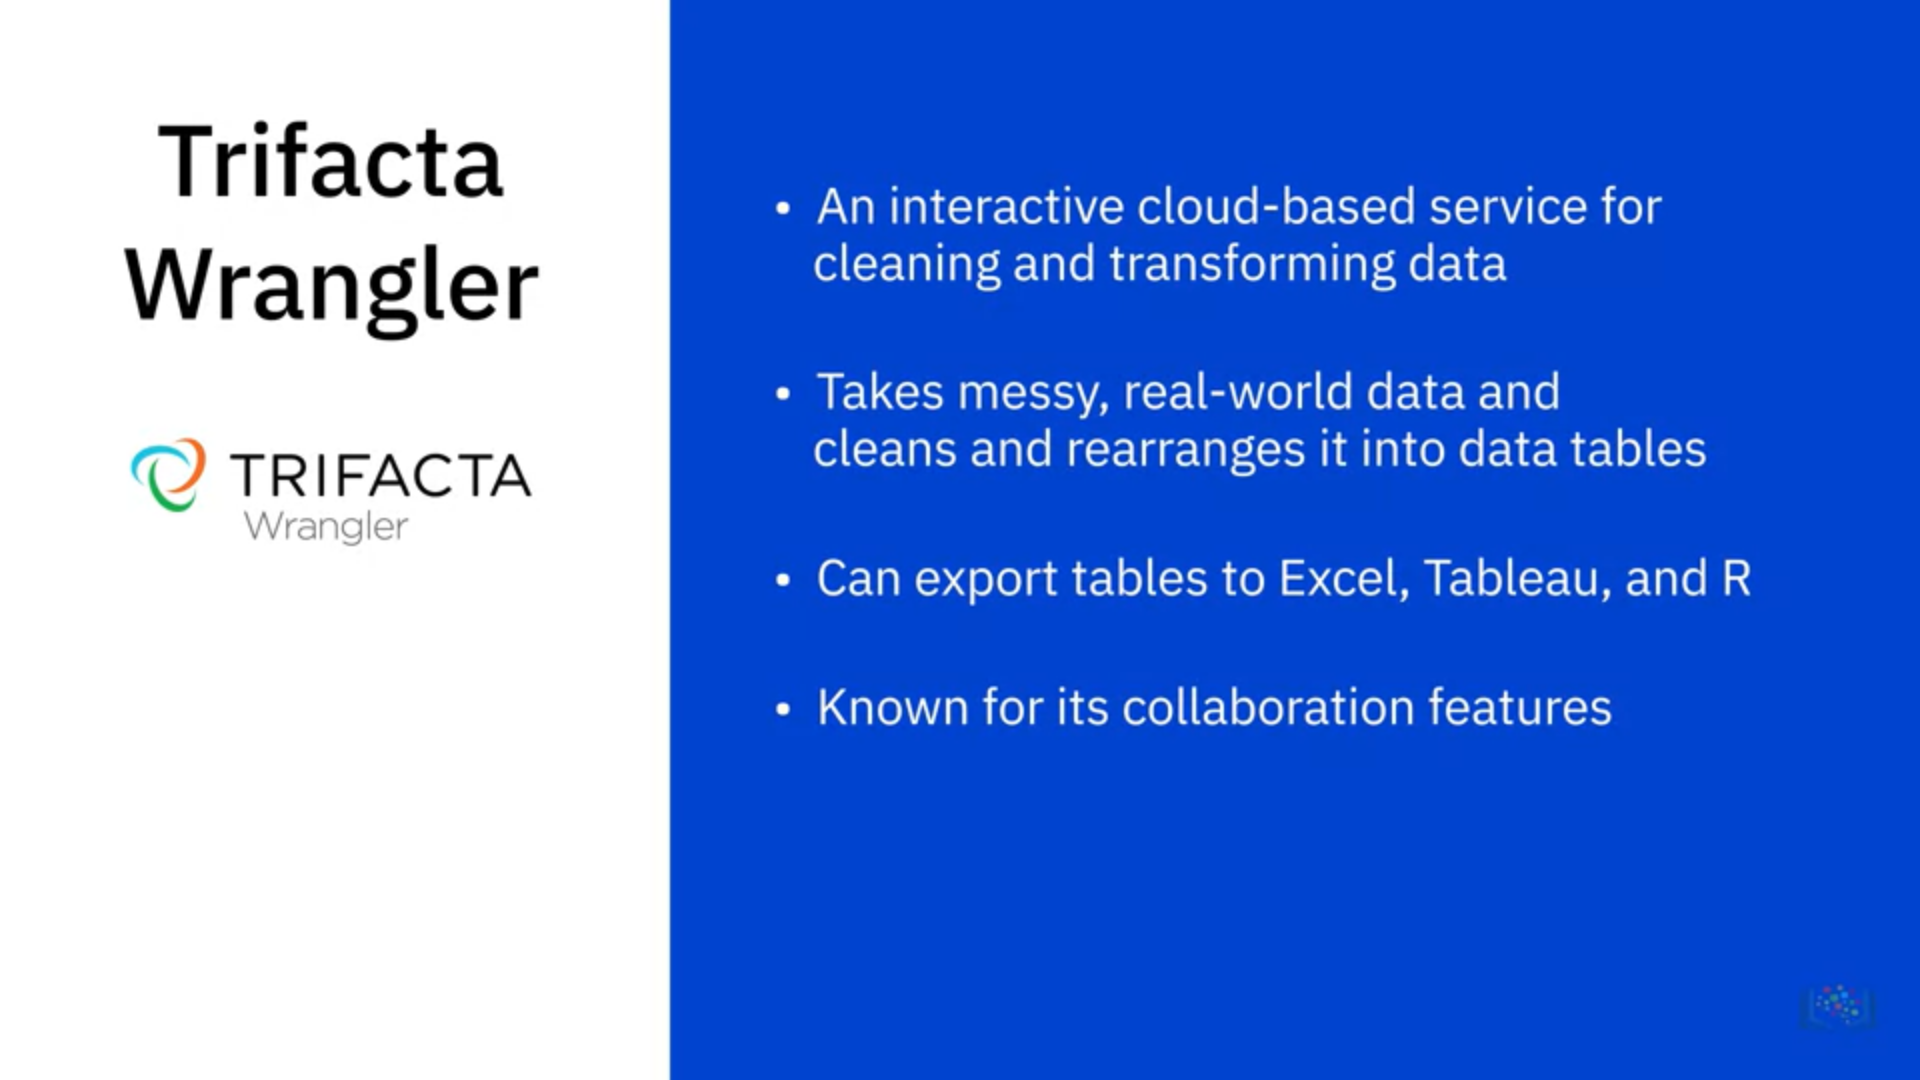 Trifacta
Wrangler
TRIFACTA
Wrangler
• An interactive cloud-based service for
cleaning and transforming data
• Takes messy, real-world data and
cleans and rearranges it into data tables
• Can export tables to Excel, Tableau, and R
• Known for its collaboration features